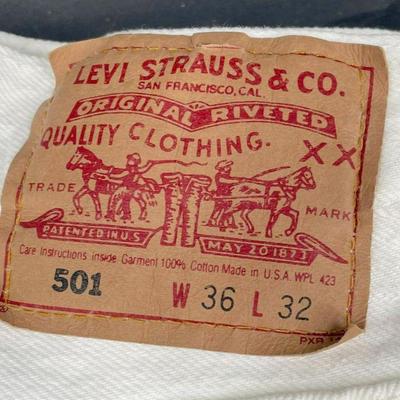 LEVI STRAUSS & CO.
SAN FRANCISCO, CAL.
ORIGINAL RIVETED
QUALITY CLOTHING. XX
TRADE MARK
PATENTED IN U.S. MAY 20 1873
Care Instructions inside Garment 100% Cotton Made in U.S.A. WPL 423
501 W 36 L 32